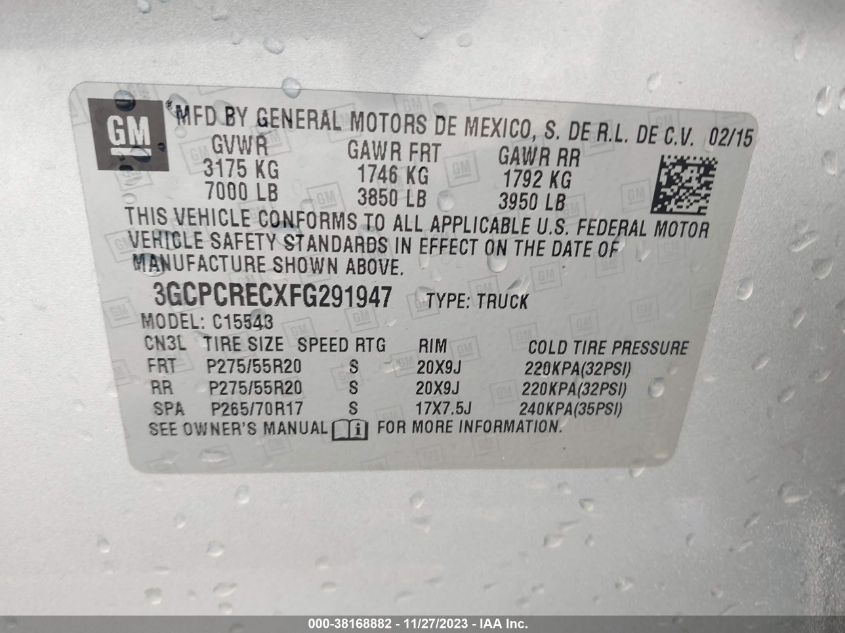 GM
*MFD BY GENERAL MOTORS DE MEXICO, S. DE R.L. DE C.V. 02/15
GVWR GAWR FRT GAWR RR
3175 KG 1746 KG 1792 KG
7000 LB 3850 LB 3950 LB
THIS VEHICLE CONFORMS TO ALL APPLICABLE U.S. FEDERAL MOTOR
VEHICLE SAFETY STANDARDS IN EFFECT ON THE DATE OF
MANUFACTURE SHOWN ABOVE.
3GCPCRECXFG291947 TYPE: TRUCK
MODEL: C15543
CN3L TIRE SIZE SPEED RTG RIM COLD TIRE PRESSURE
FRT P275/55R20 S 20X9J 220KPA(32PSI)
RR P275/55R20 S 20X9J 220KPA(32PSI)
SPA P265/70R17 S 17X7.5J 240KPA(35PSI)
SEE OWNER'S MANUAL i FOR MORE INFORMATION.
000-38168882 - 11/27/2023 - IAA Inc.